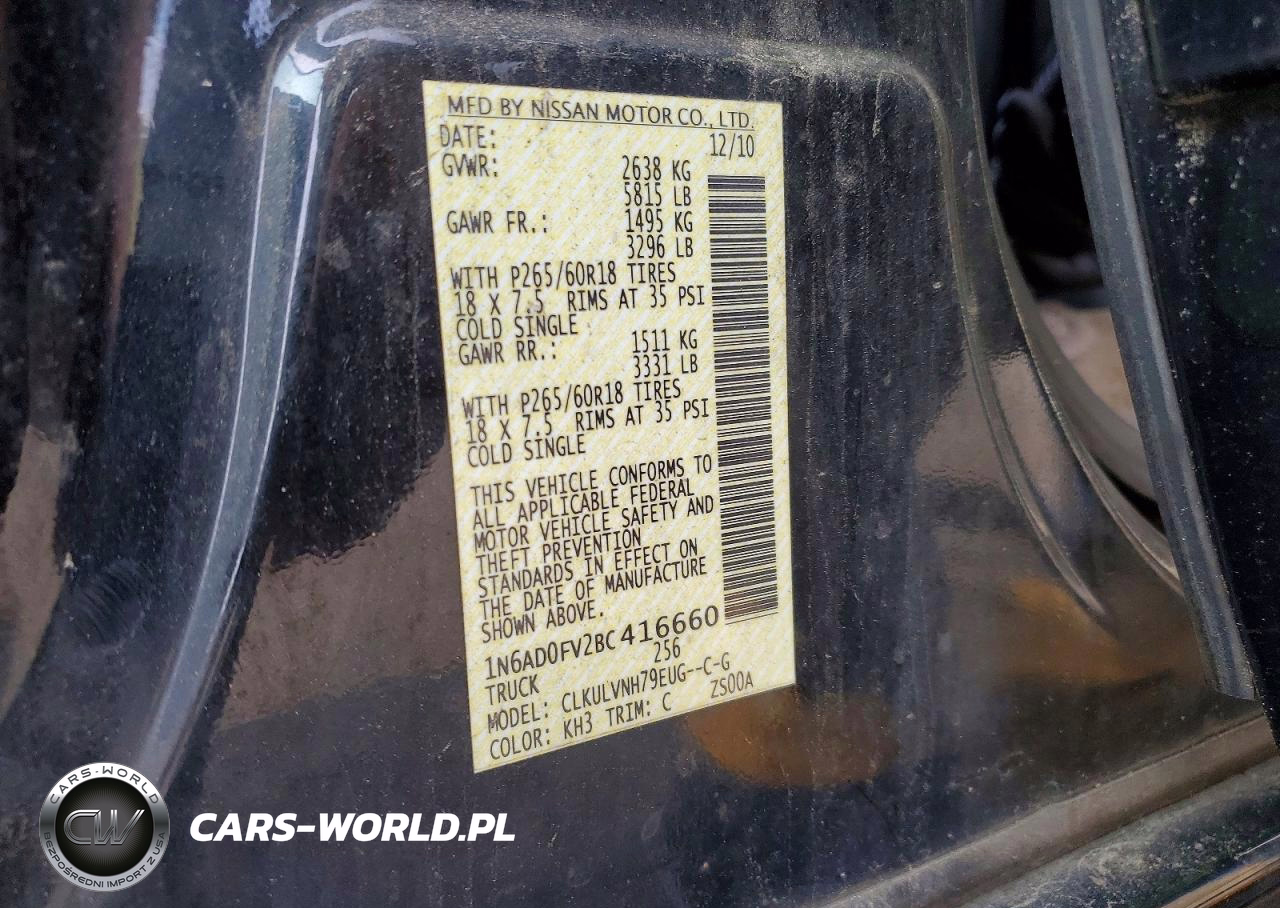 MFD BY NISSAN MOTOR CO., LTD.
DATE: 12/10
GVWR: 2638 KG
5815 LB
GAWR FR.: 1495 KG
3296 LB
WITH P265/60R18 TIRES
18 X 7.5 RIMS AT 35 PSI
COLD SINGLE
GAWR RR.: 1511 KG
3331 LB
WITH P265/60R18 TIRES
18 X 7.5 RIMS AT 35 PSI
COLD SINGLE
THIS VEHICLE CONFORMS TO
ALL APPLICABLE FEDERAL
MOTOR VEHICLE SAFETY AND
THEFT PREVENTION
STANDARDS IN EFFECT ON
THE DATE OF MANUFACTURE
SHOWN ABOVE.
1N6AD0FV2BC416660
TRUCK 256
MODEL: CLKULVNH79EUG--C-G
COLOR: KH3 TRIM: C ZS00A
CARS-WORLD
CW
BEZPOŚREDNI IMPORT Z USA
CARS-WORLD.PL